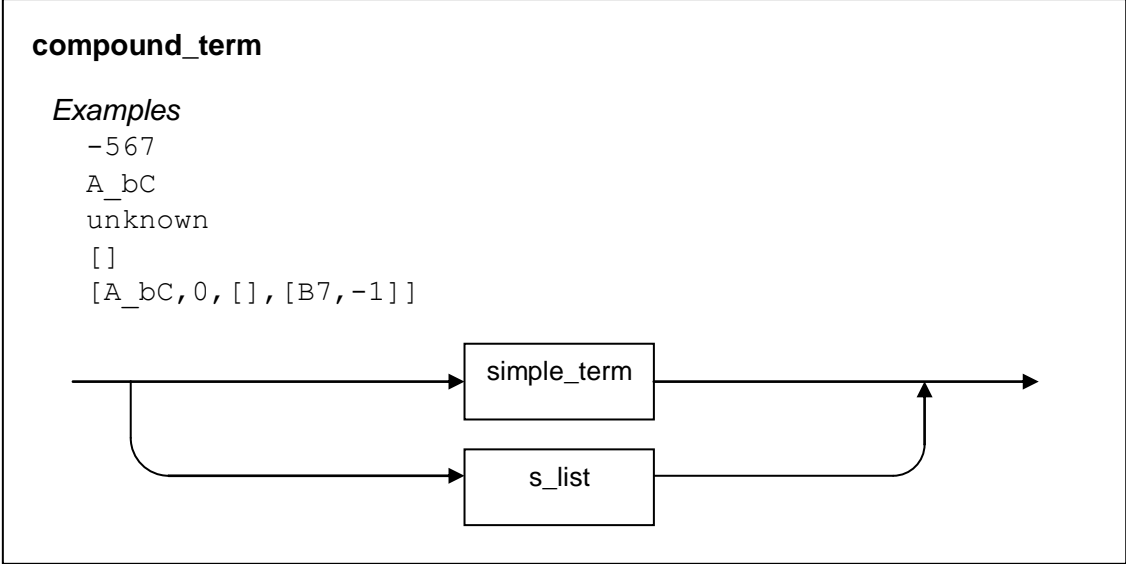 compound_term
Examples
-567
A_bC
unknown
[]
[A_bC,0,[],[B7,-1]]
simple_term
s_list